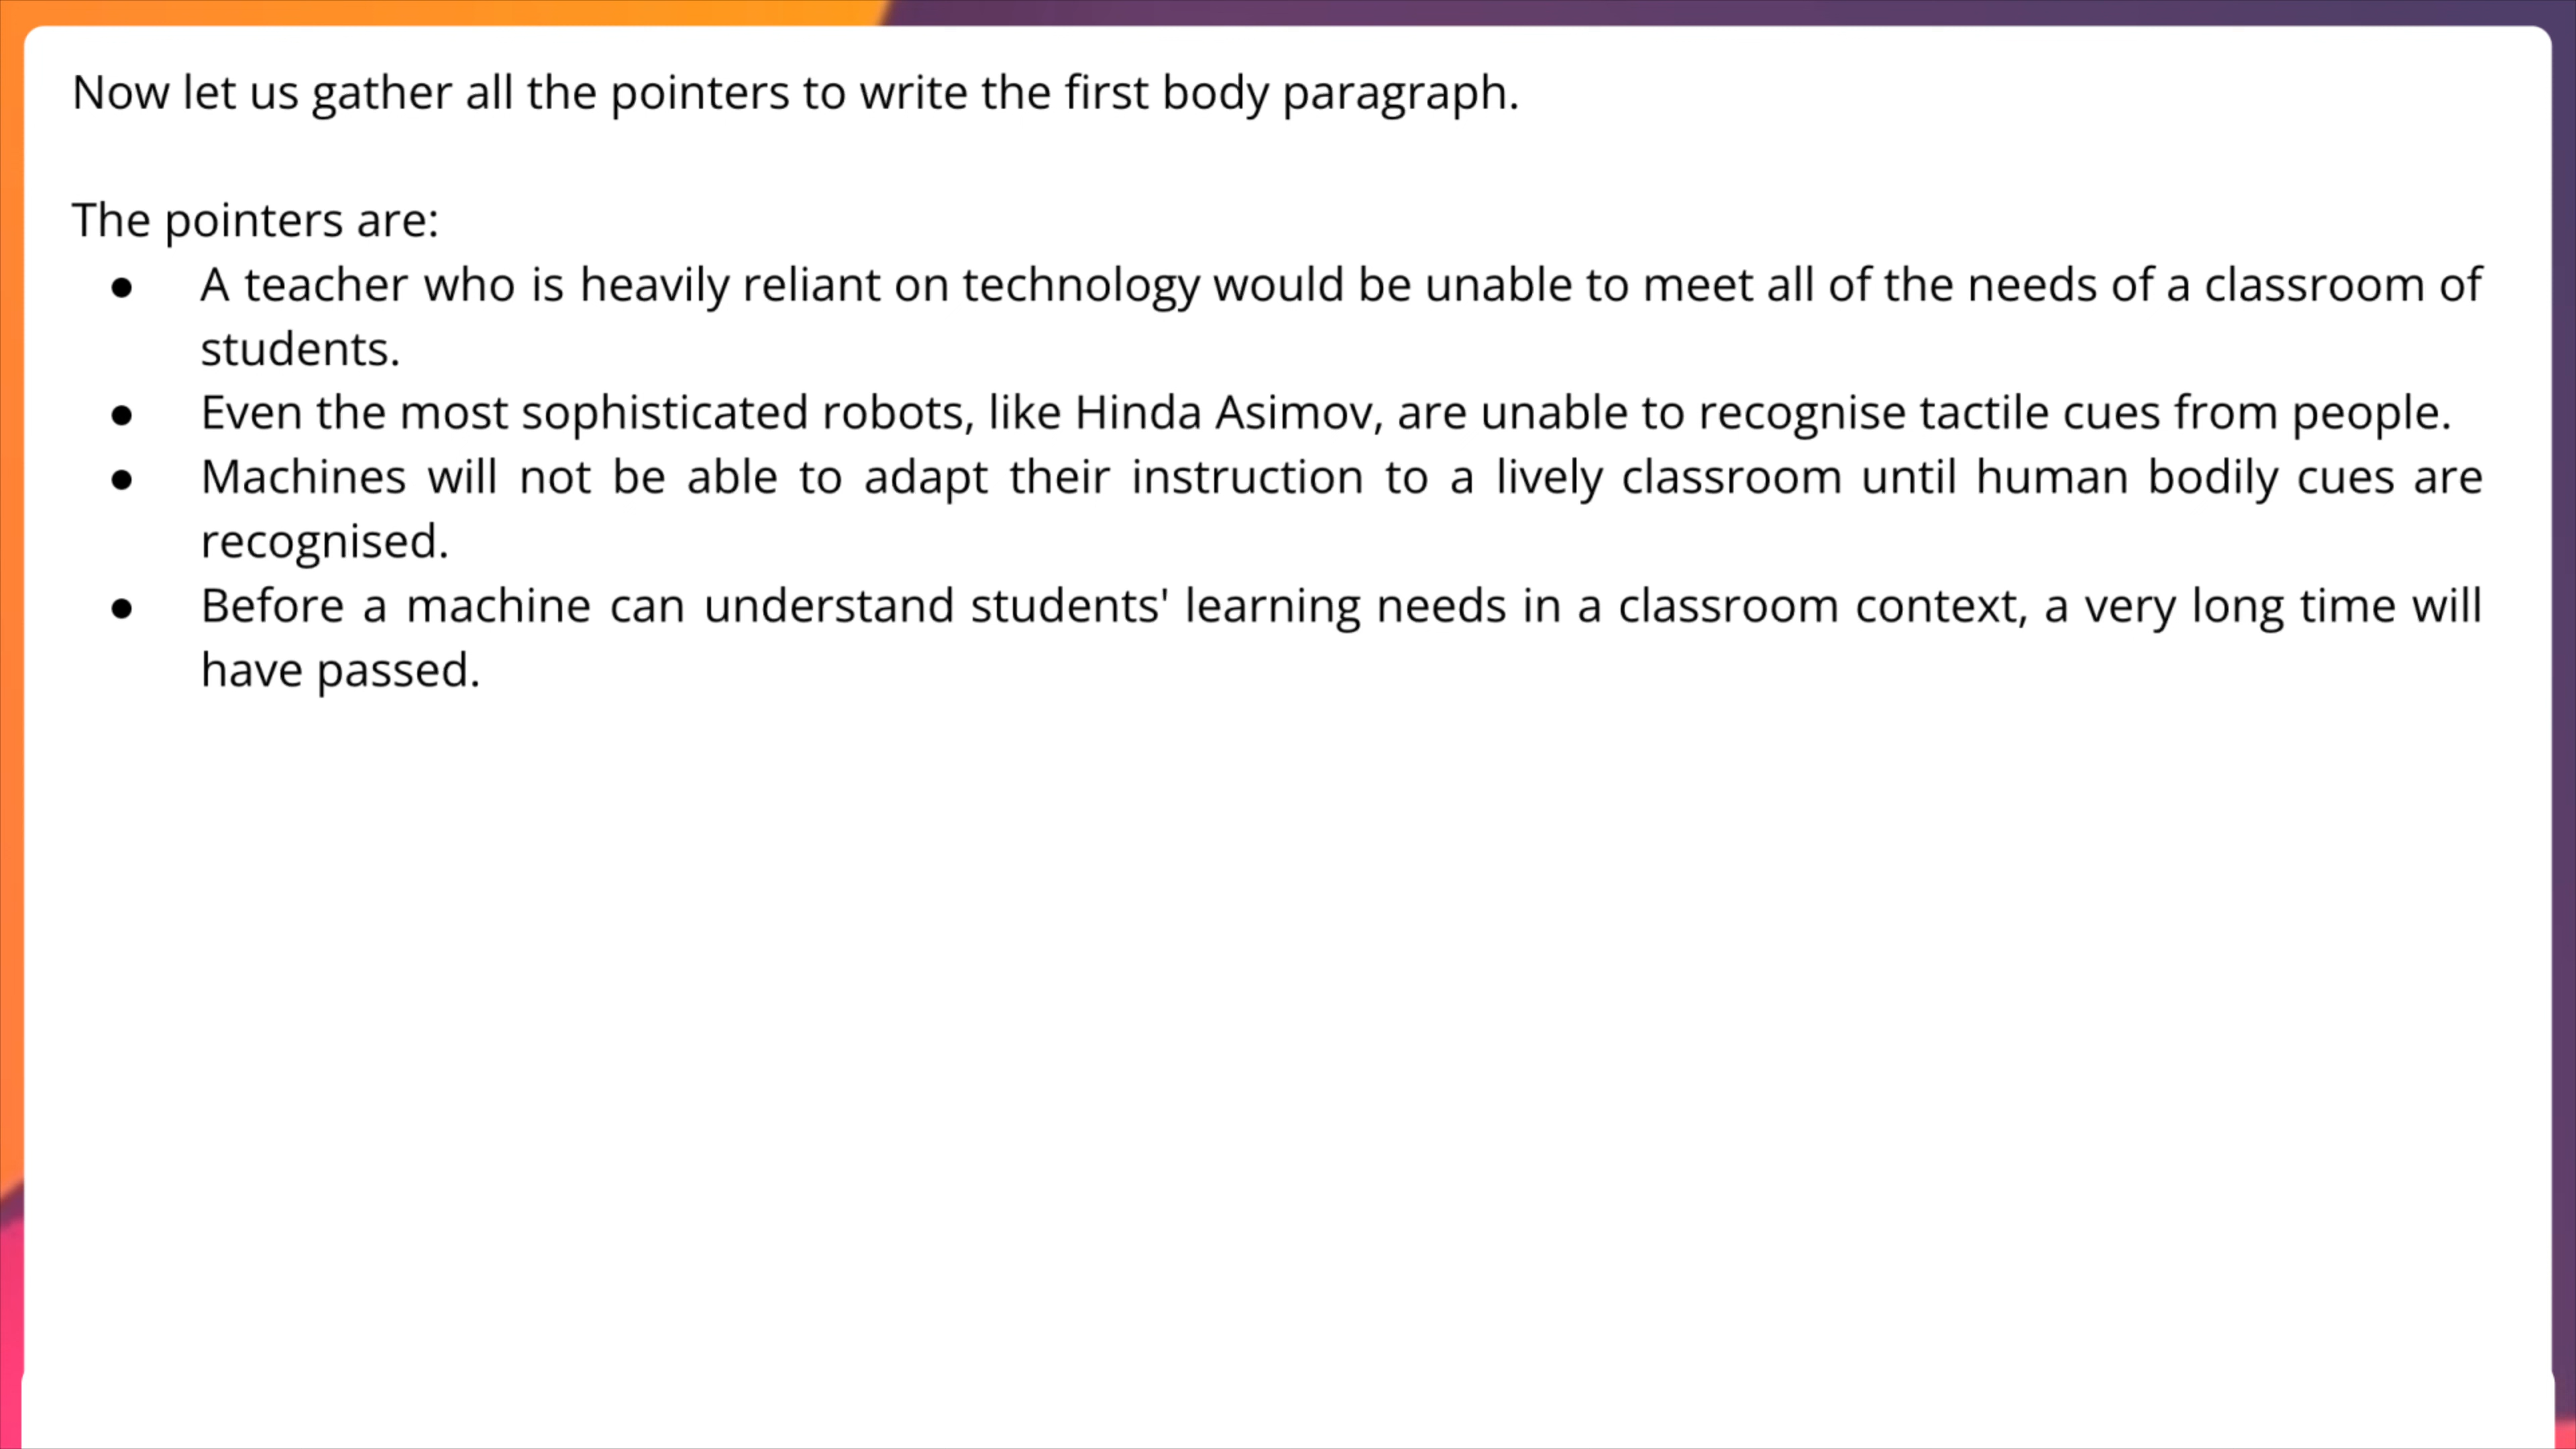 Now let us gather all the pointers to write the first body paragraph.
The pointers are:
● A teacher who is heavily reliant on technology would be unable to meet all of the needs of a classroom of
students.
● Even the most sophisticated robots, like Hinda Asimov, are unable to recognise tactile cues from people.
● Machines will not be able to adapt their instruction to a lively classroom until human bodily cues are
recognised.
● Before a machine can understand students' learning needs in a classroom context, a very long time will
have passed.